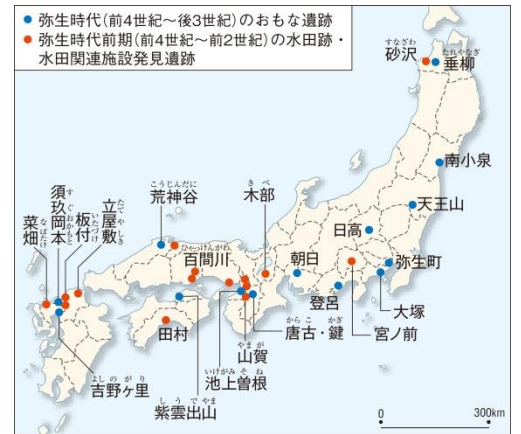 ● 弥生時代(前4世紀～後3世紀)のおもな遺跡
● 弥生時代前期(前4世紀～前2世紀)の水田跡・
水田関連施設発見遺跡
すなざわ
砂沢
たれやなぎ
垂柳
南小泉
天王山
日高
弥生町
大塚
宮ノ前
とろ
登呂
朝日
きべ
木部
こうじんだに
荒神谷
ひゃっけんがわ
百間川
たてやしき
立屋敷
いたづけ
板付
すぐおかもと
須玖岡本
なばたけ
菜畑
よしのがり
吉野ヶ里
田村
しうでやま
紫雲出山
いけがみそね
池上曽根
やまが
山賀
からこ かぎ
唐古・鍵
0 300km